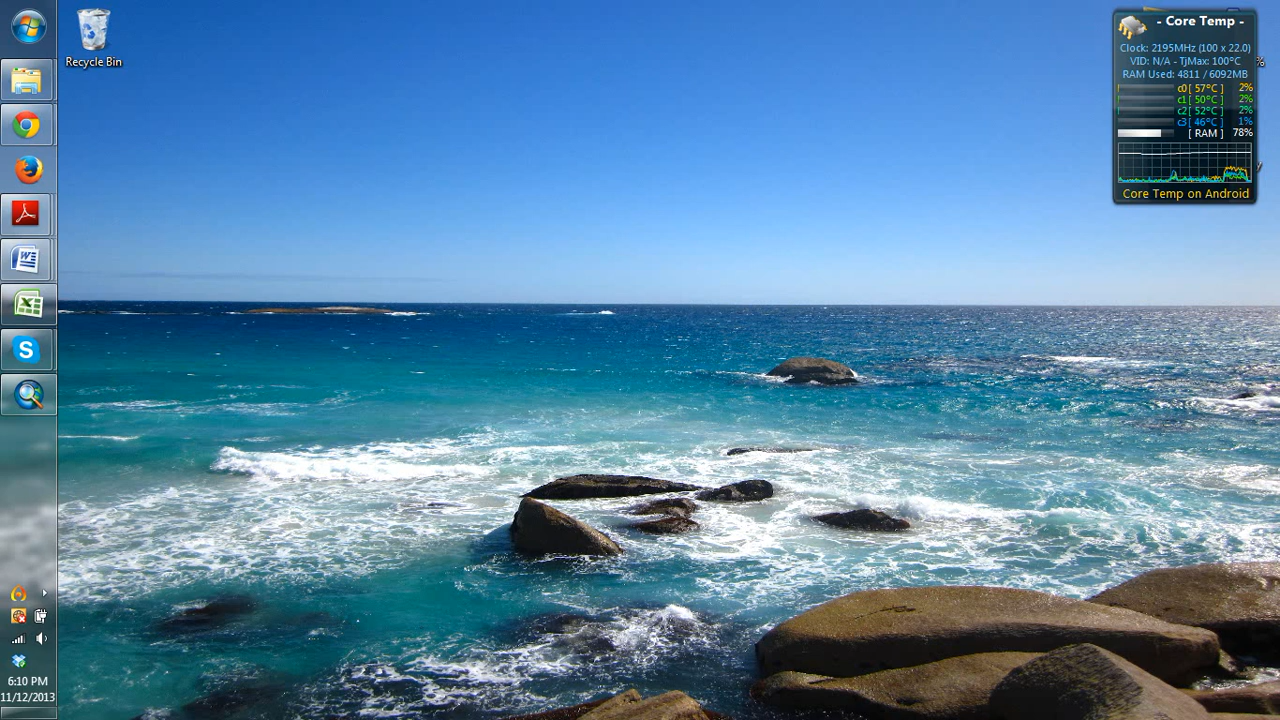 Recycle Bin
6:10 PM
11/12/2013
- Core Temp -
Clock: 2195MHz (100 x 22.0)
VID: N/A - TjMax: 100°C
RAM Used: 4811 / 6092MB
c0 [ 57°C ] 2%
c1 [ 50°C ] 2%
c2 [ 52°C ] 2%
c3 [ 46°C ] 1%
[ RAM ] 78%
Core Temp on Android
S
%